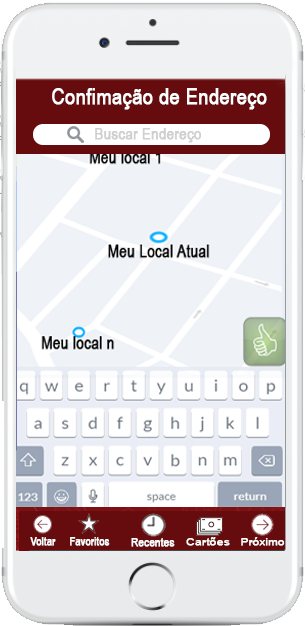 Confimação de Endereço
Buscar Endereço
Meu local 1
Meu Local Atual
Meu local n
q w e r t y u i o p
a s d f g h j k l
z x c v b n m
123 space return
Voltar Favoritos Recentes Cartões Próximo